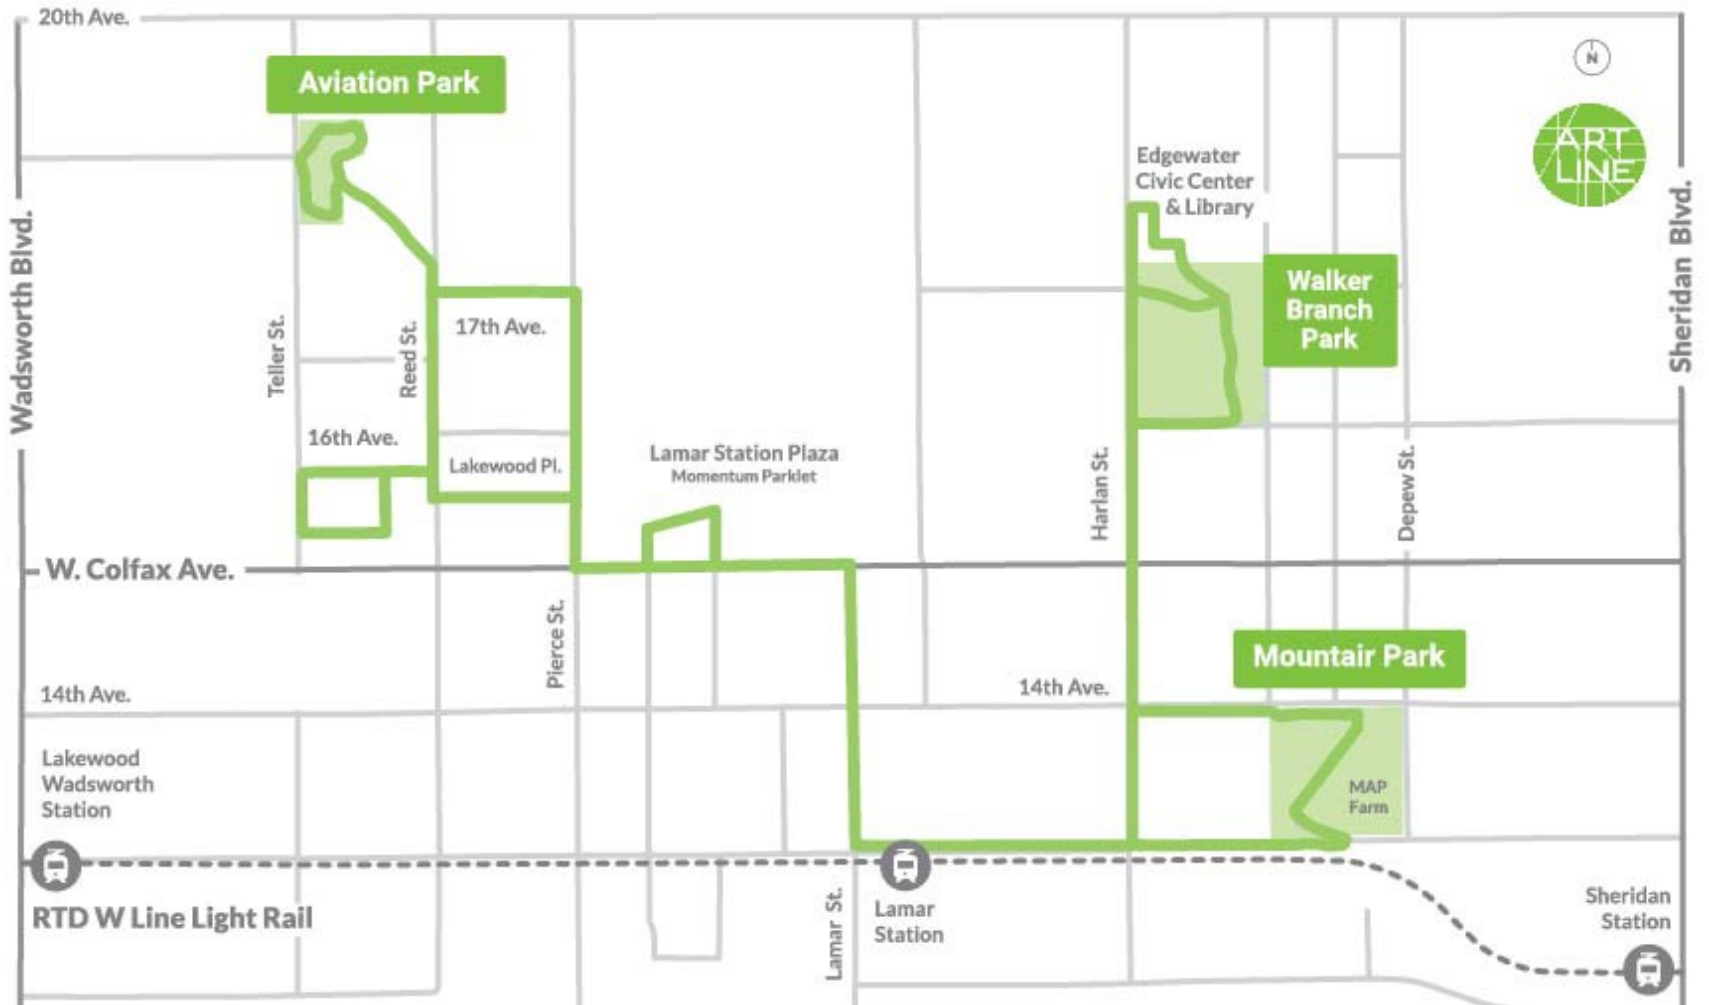 20th Ave.
Aviation Park
N
ART
LINE
Edgewater
Civic Center
& Library
Wadsworth Blvd.
Sheridan Blvd.
Walker
Branch
Park
Teller St.
Reed St.
17th Ave.
16th Ave.
Lakewood Pl.
Lamar Station Plaza
Momentum Parklet
Harlan St.
Depew St.
W. Colfax Ave.
Pierce St.
Mountair Park
14th Ave.
14th Ave.
Lakewood
Wadsworth
Station
MAP
Farm
RTD W Line Light Rail
Lamar St.
Lamar
Station
Sheridan
Station